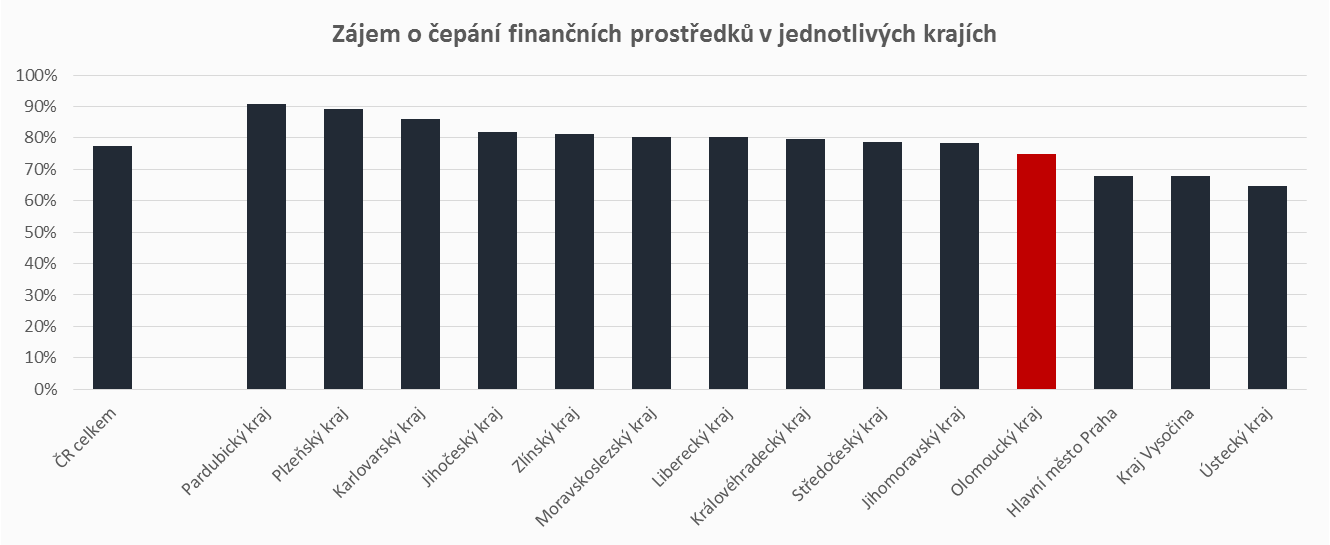 Zájem o čepání finančních prostředků v jednotlivých krajích
100%
90%
80%
70%
60%
50%
40%
30%
20%
10%
0%
ČR celkem
Pardubický kraj
Plzeňský kraj
Karlovarský kraj
Jihočeský kraj
Zlínský kraj
Moravskoslezský kraj
Liberecký kraj
Královéhradecký kraj
Středočeský kraj
Jihomoravský kraj
Olomoucký kraj
Hlavní město Praha
Kraj Vysočina
Ústecký kraj